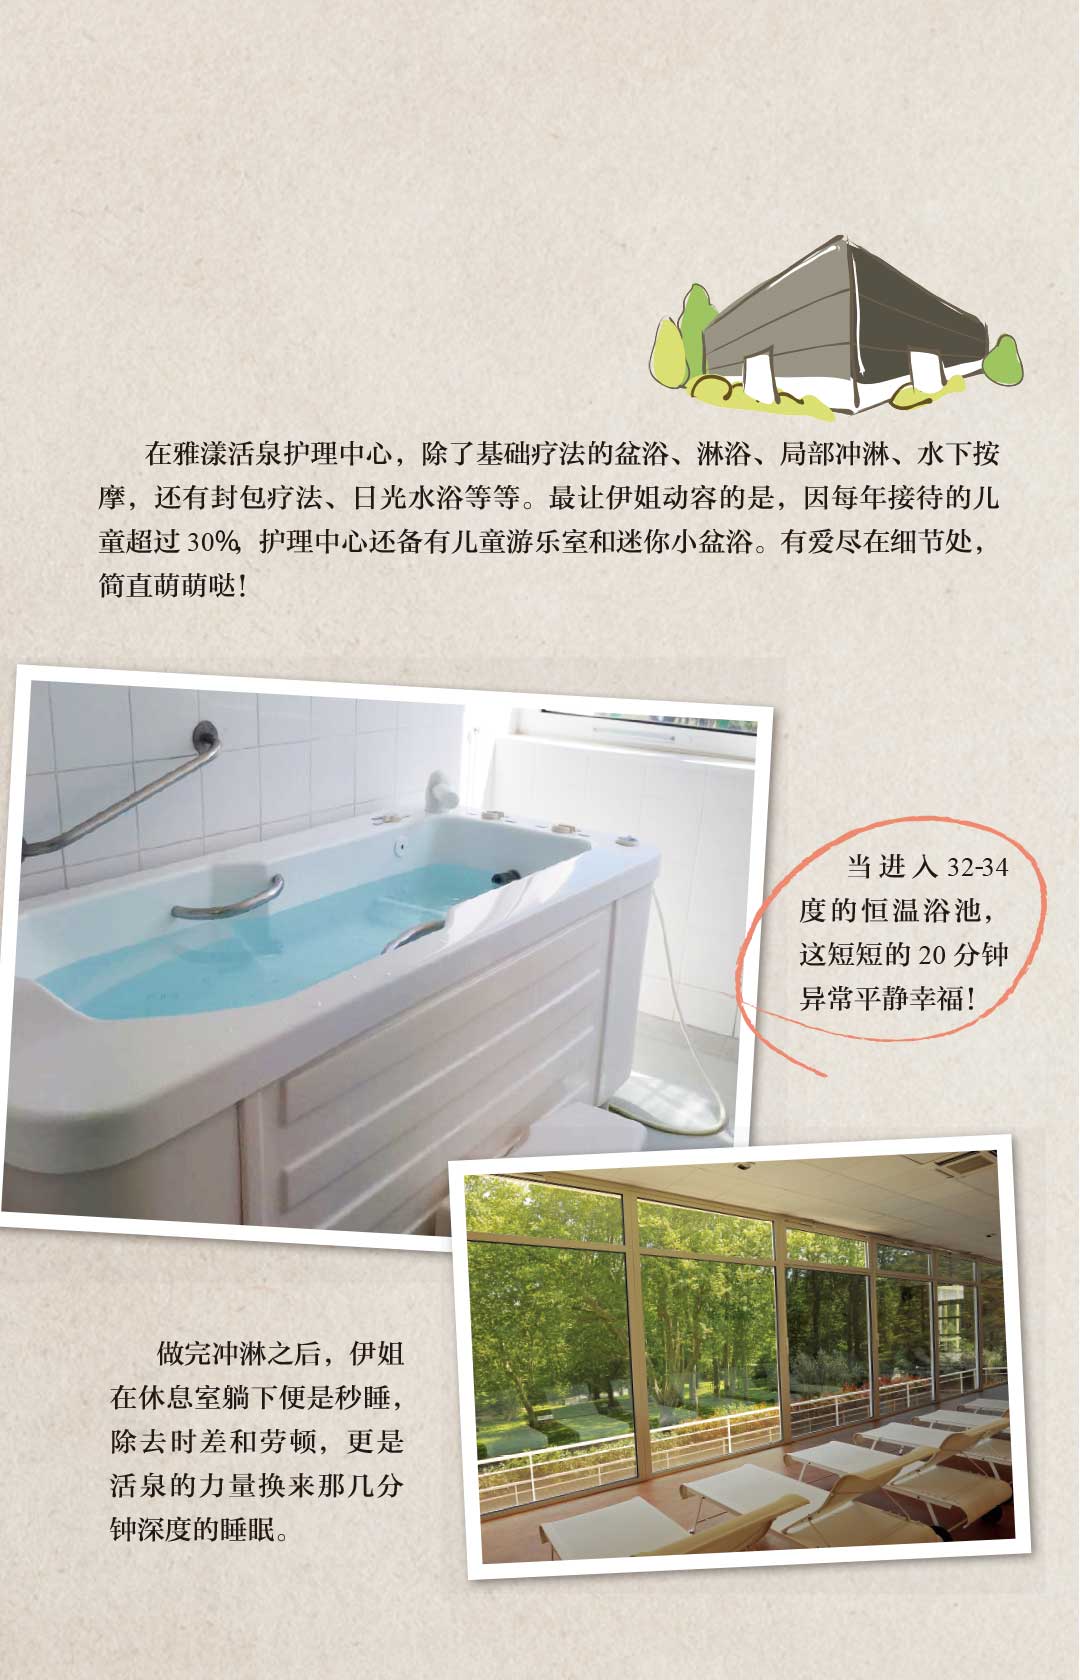 在雅漾活泉护理中心，除了基础疗法的盆浴、淋浴、局部冲淋、水下按
摩，还有封包疗法、日光水浴等等。最让伊姐动容的是，因每年接待的儿
童超过 30%，护理中心还备有儿童游乐室和迷你小盆浴。有爱尽在细节处，
简直萌萌哒！
当进入 32-34
度的恒温浴池，
这短短的 20 分钟
异常平静幸福！
做完冲淋之后，伊姐
在休息室躺下便是秒睡，
除去时差和劳顿，更是
活泉的力量换来那几分
钟深度的睡眠。